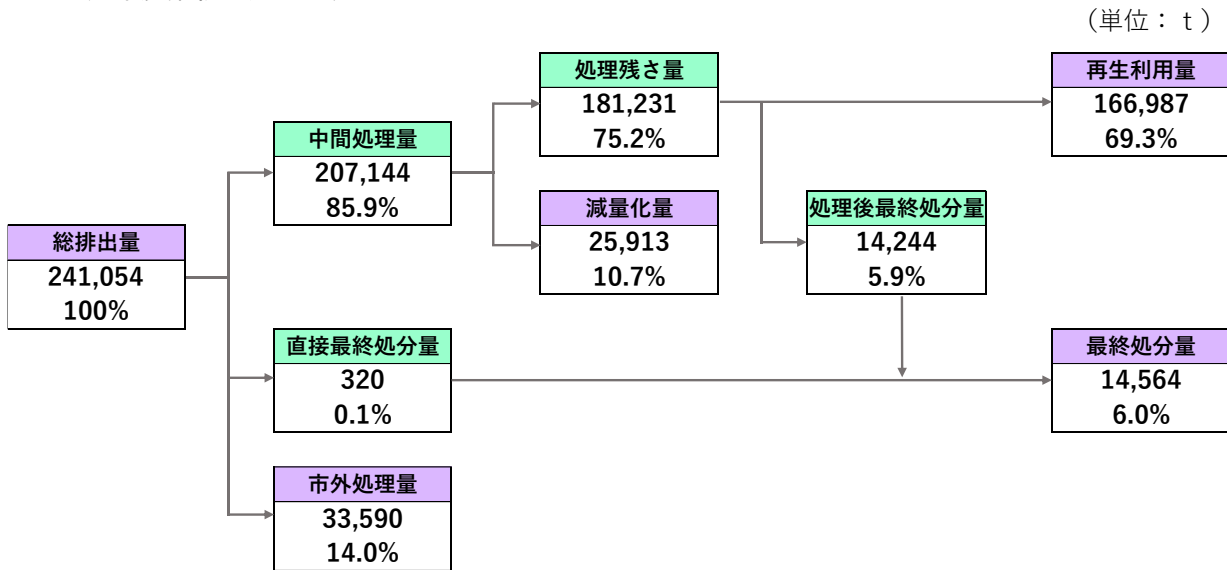 （単位： t ）
処理残さ量
181,231
75.2%
再生利用量
166,987
69.3%
中間処理量
207,144
85.9%
減量化量
25,913
10.7%
処理後最終処分量
14,244
5.9%
総排出量
241,054
100%
直接最終処分量
320
0.1%
最終処分量
14,564
6.0%
市外処理量
33,590
14.0%